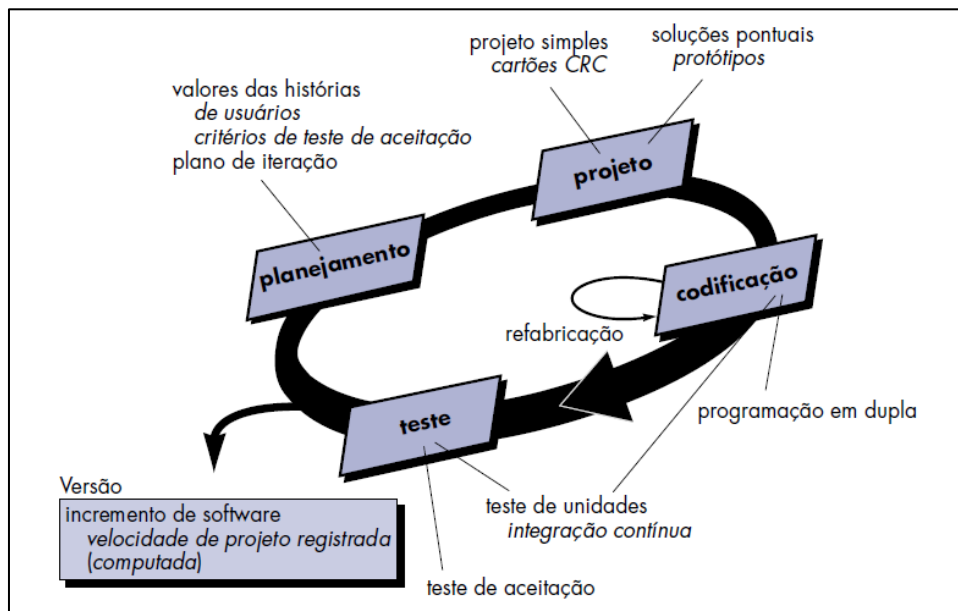 projeto simples
cartões CRC
soluções pontuais
protótipos
valores das histórias
de usuários
critérios de teste de aceitação
plano de iteração
projeto
planejamento
codificação
refabricação
programação em dupla
teste
Versão
incremento de software
velocidade de projeto registrada
(computada)
teste de unidades
integração contínua
teste de aceitação